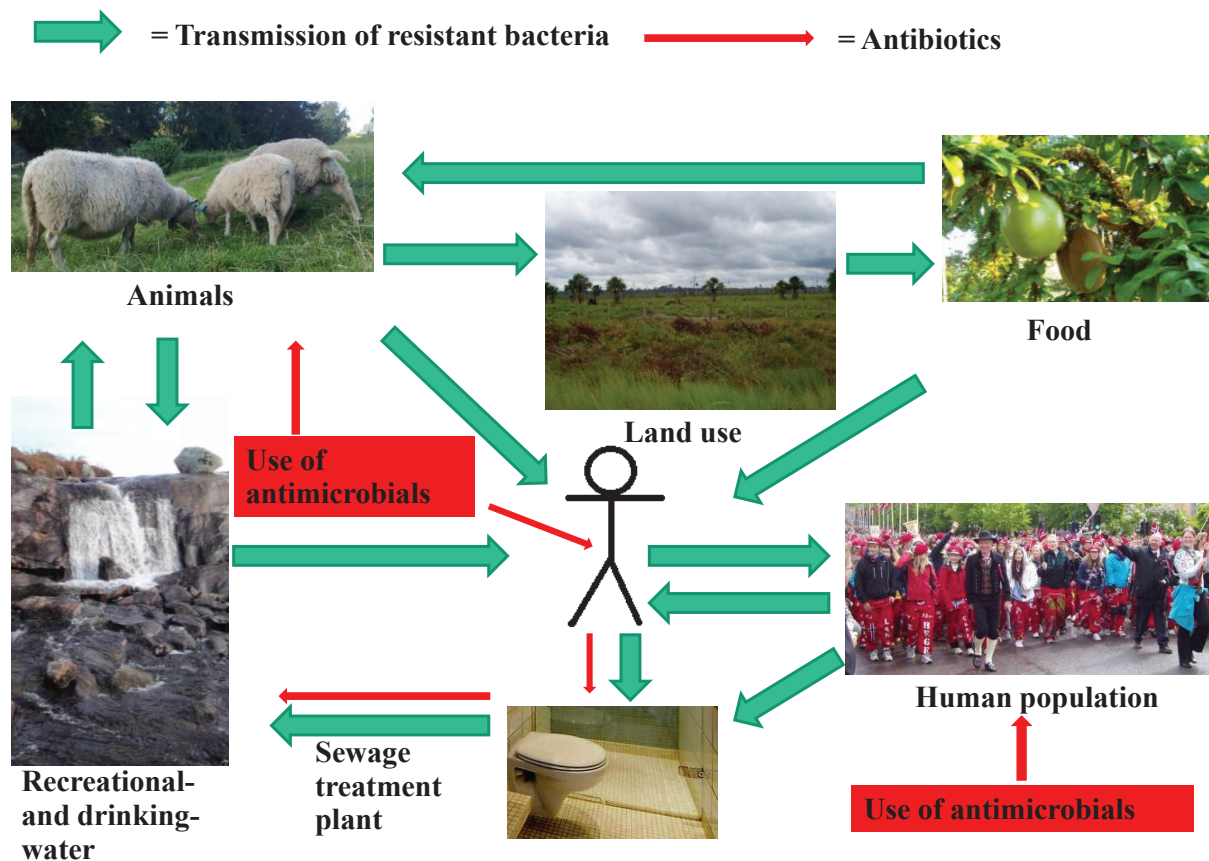 = Transmission of resistant bacteria
= Antibiotics
Animals
Food
Land use
Use of
antimicrobials
Human population
Sewage
treatment
plant
Recreational-
and drinking-
water
Use of antimicrobials